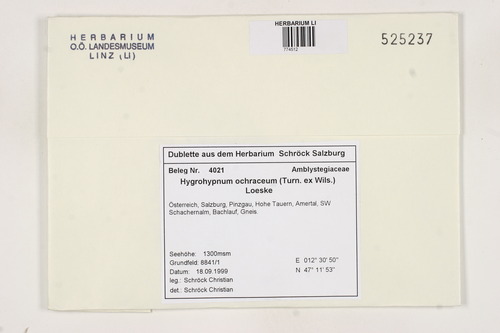 HERBARIUM
O.Ö. LANDESMUSEUM
LINZ (LI)
HERBARIUM LI
774512
525237
Dublette aus dem Herbarium Schröck Salzburg
Beleg Nr. 4021 Amblystegiaceae
Hygrohypnum ochraceum (Turn. ex Wils.)
Loeske
Österreich, Salzburg, Pinzgau, Hohe Tauern, Amertal, SW
Schachernalm, Bachlauf, Gneis.
Seehöhe: 1300msm E 012° 30' 50''
Grundfeld: 8841/1 N 47° 11' 53''
Datum: 18.09.1999
leg.: Schröck Christian
det.: Schröck Christian